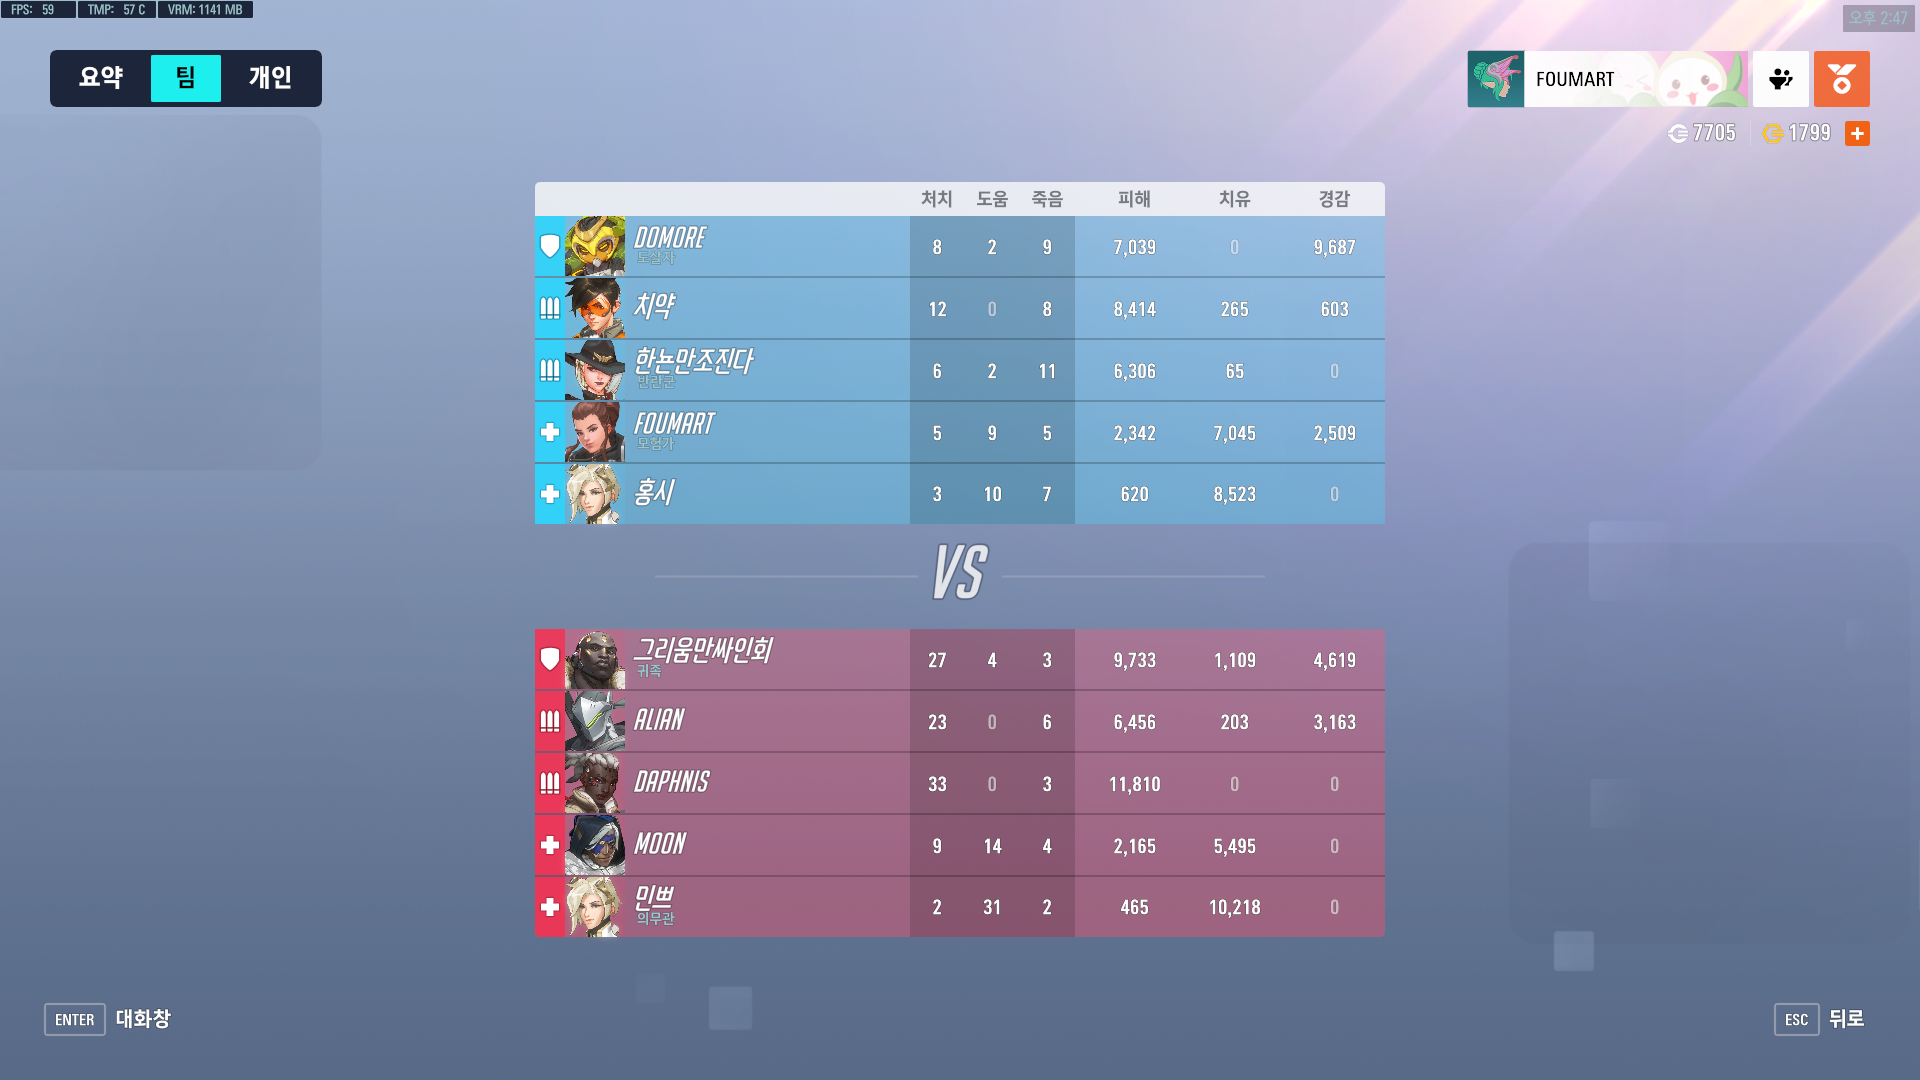 FPS: 59 TMP: 57 C VRM: 1141 MB
오후 2:47
요약 팀 개인
FOUMART
7705 1799 +
처치 도움 죽음 피해 치유 경감
DOMORE 8 2 9 7,039 0 9,687
도살자
치약 12 0 8 8,414 265 603
한뇬만조진다 6 2 11 6,306 65 0
반란군
FOUMART 5 9 5 2,342 7,045 2,509
모험가
홍시 3 10 7 620 8,523 0
VS
그리움만싸인회 27 4 3 9,733 1,109 4,619
귀족
ALIAN 23 0 6 6,456 203 3,163
DAPHNIS 33 0 3 11,810 0 0
MOON 9 14 4 2,165 5,495 0
민쁘 2 31 2 465 10,218 0
의무관
ENTER 대화창
ESC 뒤로